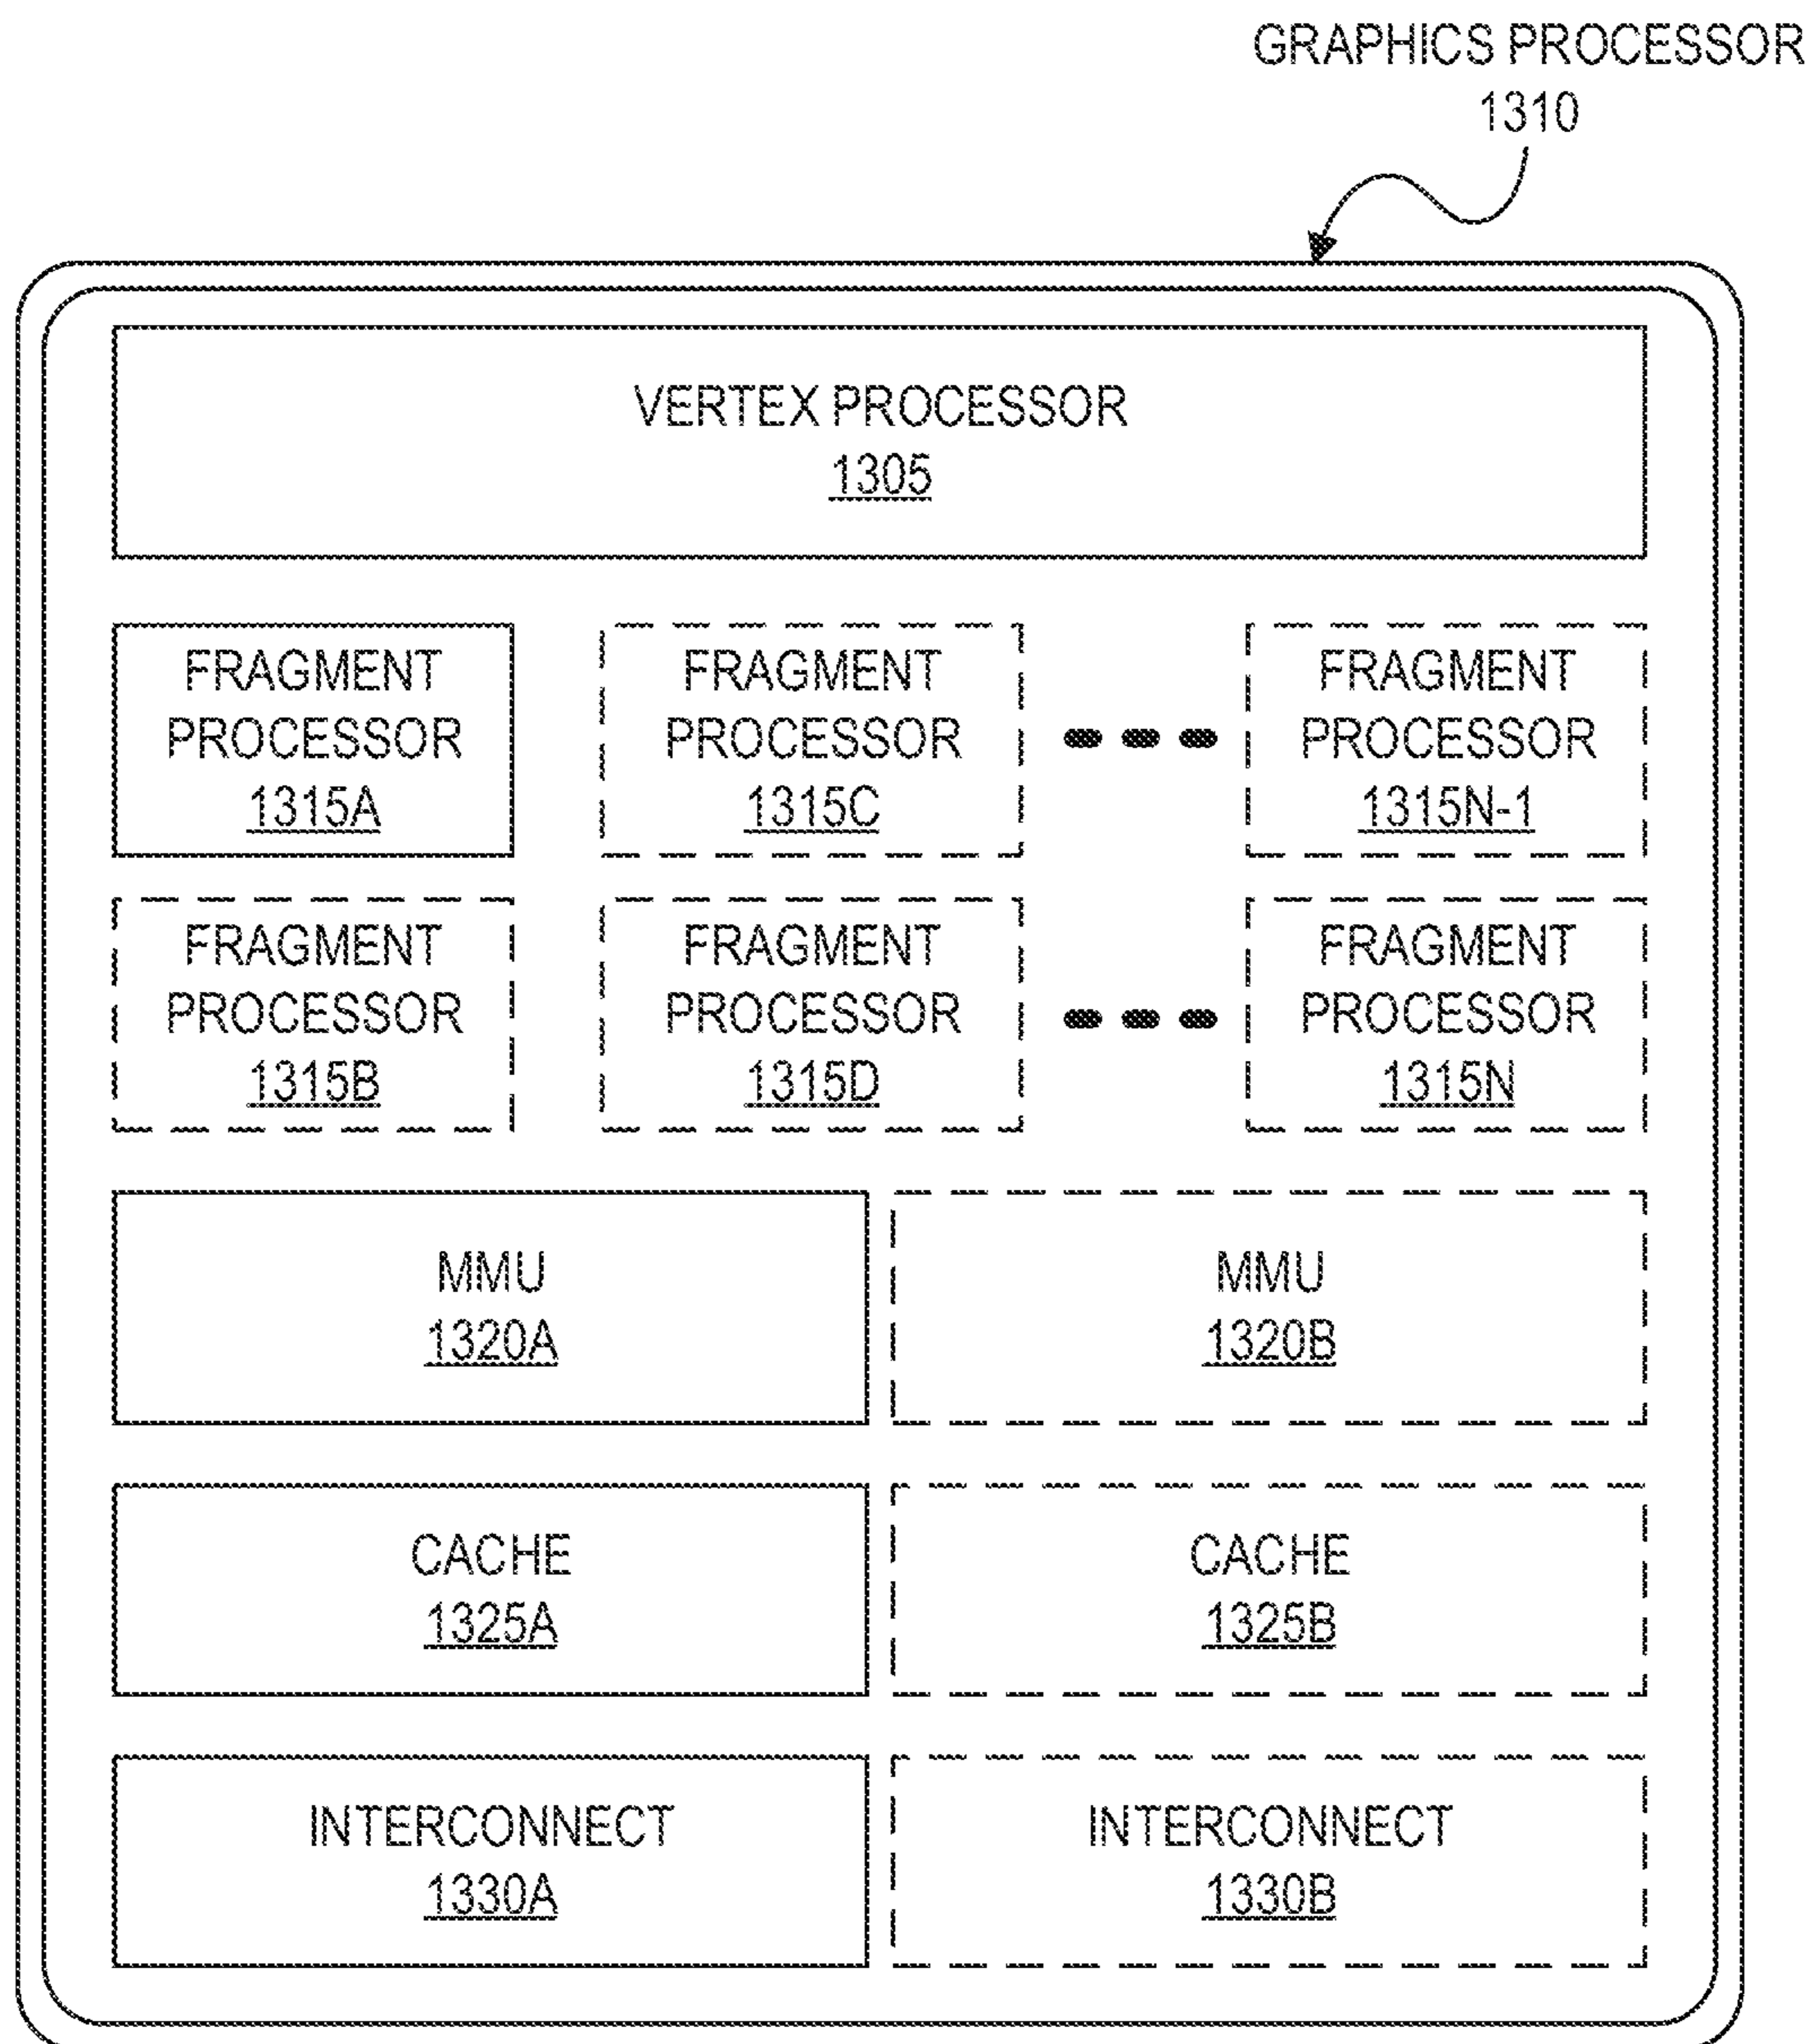 GRAPHICS PROCESSOR
1310
VERTEX PROCESSOR
1305
FRAGMENT
PROCESSOR
1315A
FRAGMENT
PROCESSOR
1315C
FRAGMENT
PROCESSOR
1315N-1
FRAGMENT
PROCESSOR
1315B
FRAGMENT
PROCESSOR
1315D
FRAGMENT
PROCESSOR
1315N
MMU
1320A
MMU
1320B
CACHE
1325A
CACHE
1325B
INTERCONNECT
1330A
INTERCONNECT
1330B